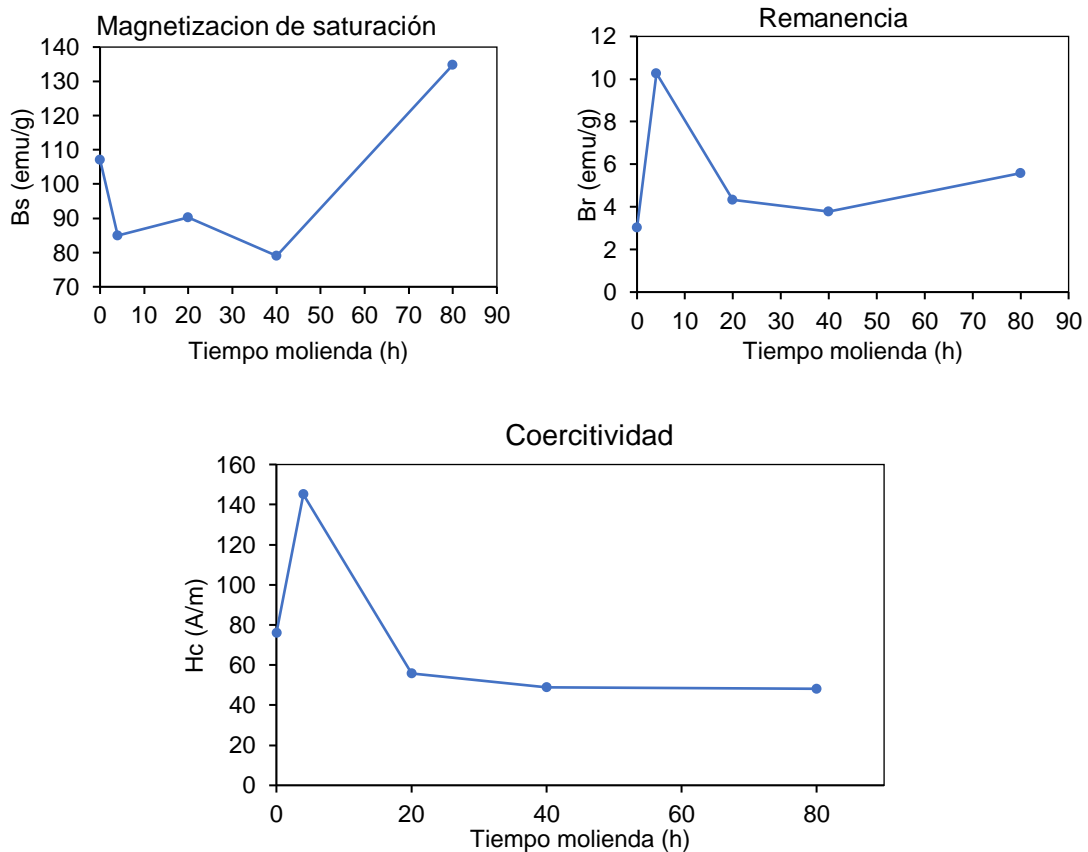 Magnetizacion de saturación
140
130
120
110
100
90
80
70
Bs (emu/g)
0 10 20 30 40 50 60 70 80 90
Tiempo molienda (h)
Remanencia
12
10
8
6
4
2
0
Br (emu/g)
0 10 20 30 40 50 60 70 80 90
Tiempo molienda (h)
Coercitividad
160
140
120
100
80
60
40
20
0
Hc (A/m)
0 20 40 60 80
Tiempo molienda (h)